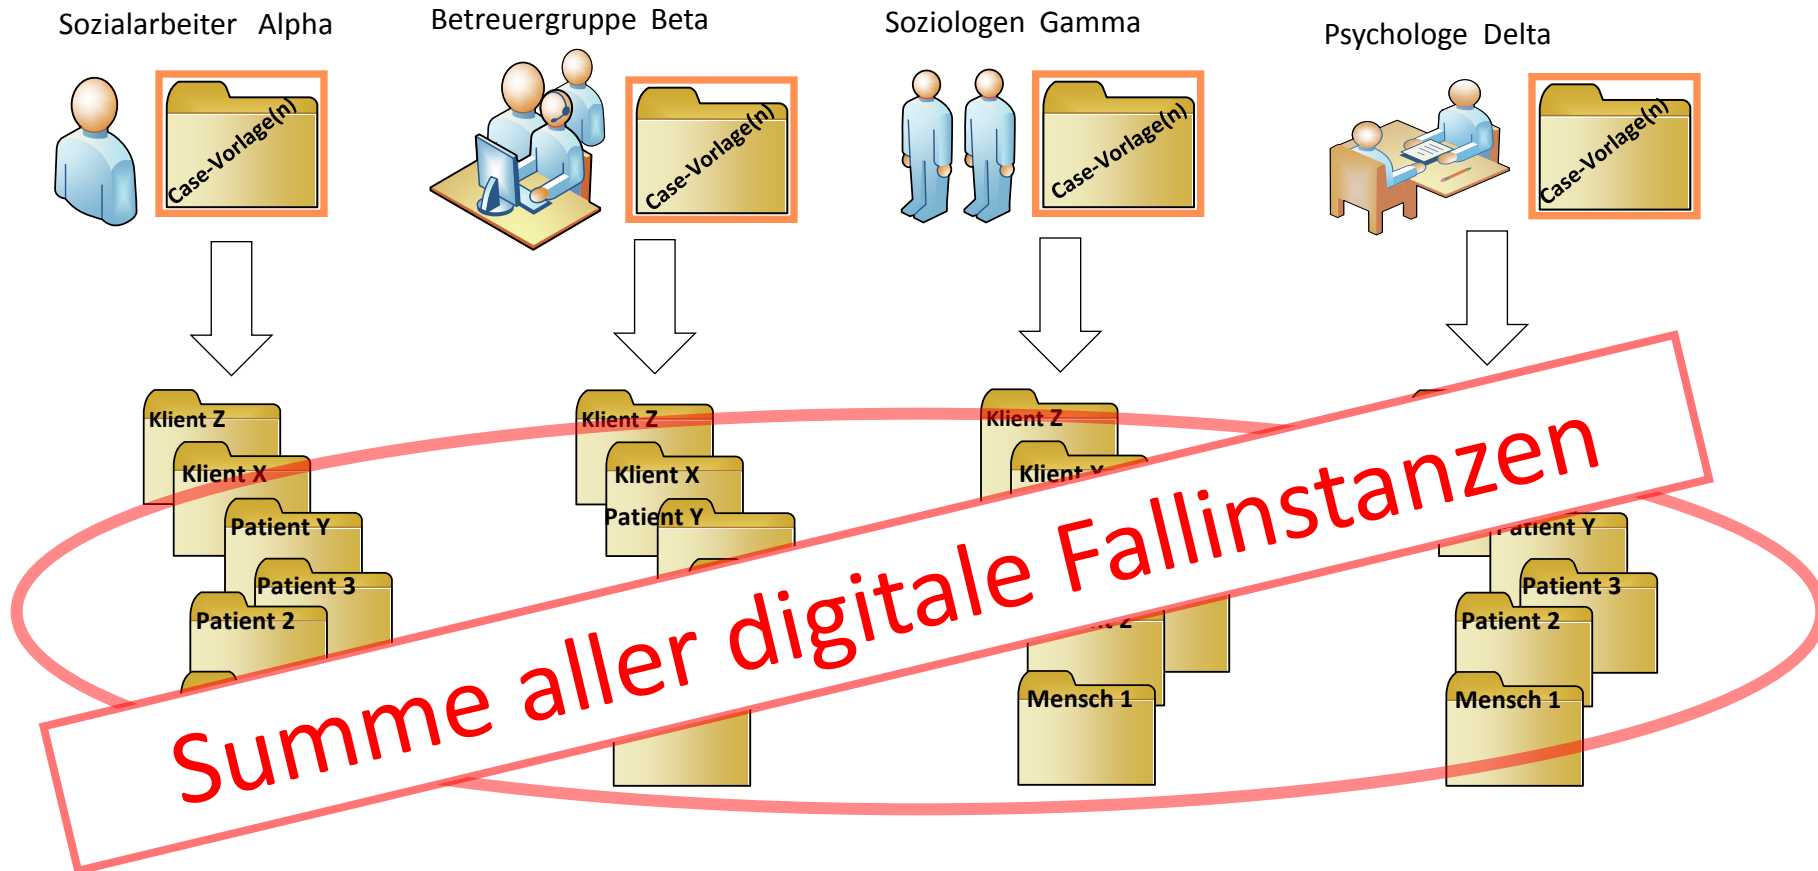 Sozialarbeiter Alpha
Betreuergruppe Beta
Soziologen Gamma
Psychologe Delta
Case-Vorlage(n)
Case-Vorlage(n)
Case-Vorlage(n)
Case-Vorlage(n)
Klient Z
Klient X
Patient Y
Patient 3
Patient 2
Klient Z
Klient X
Patient Y
Klient Z
Klient X
Mensch 1
Patient Y
Patient 3
Patient 2
Mensch 1
Summe aller digitale Fallinstanzen